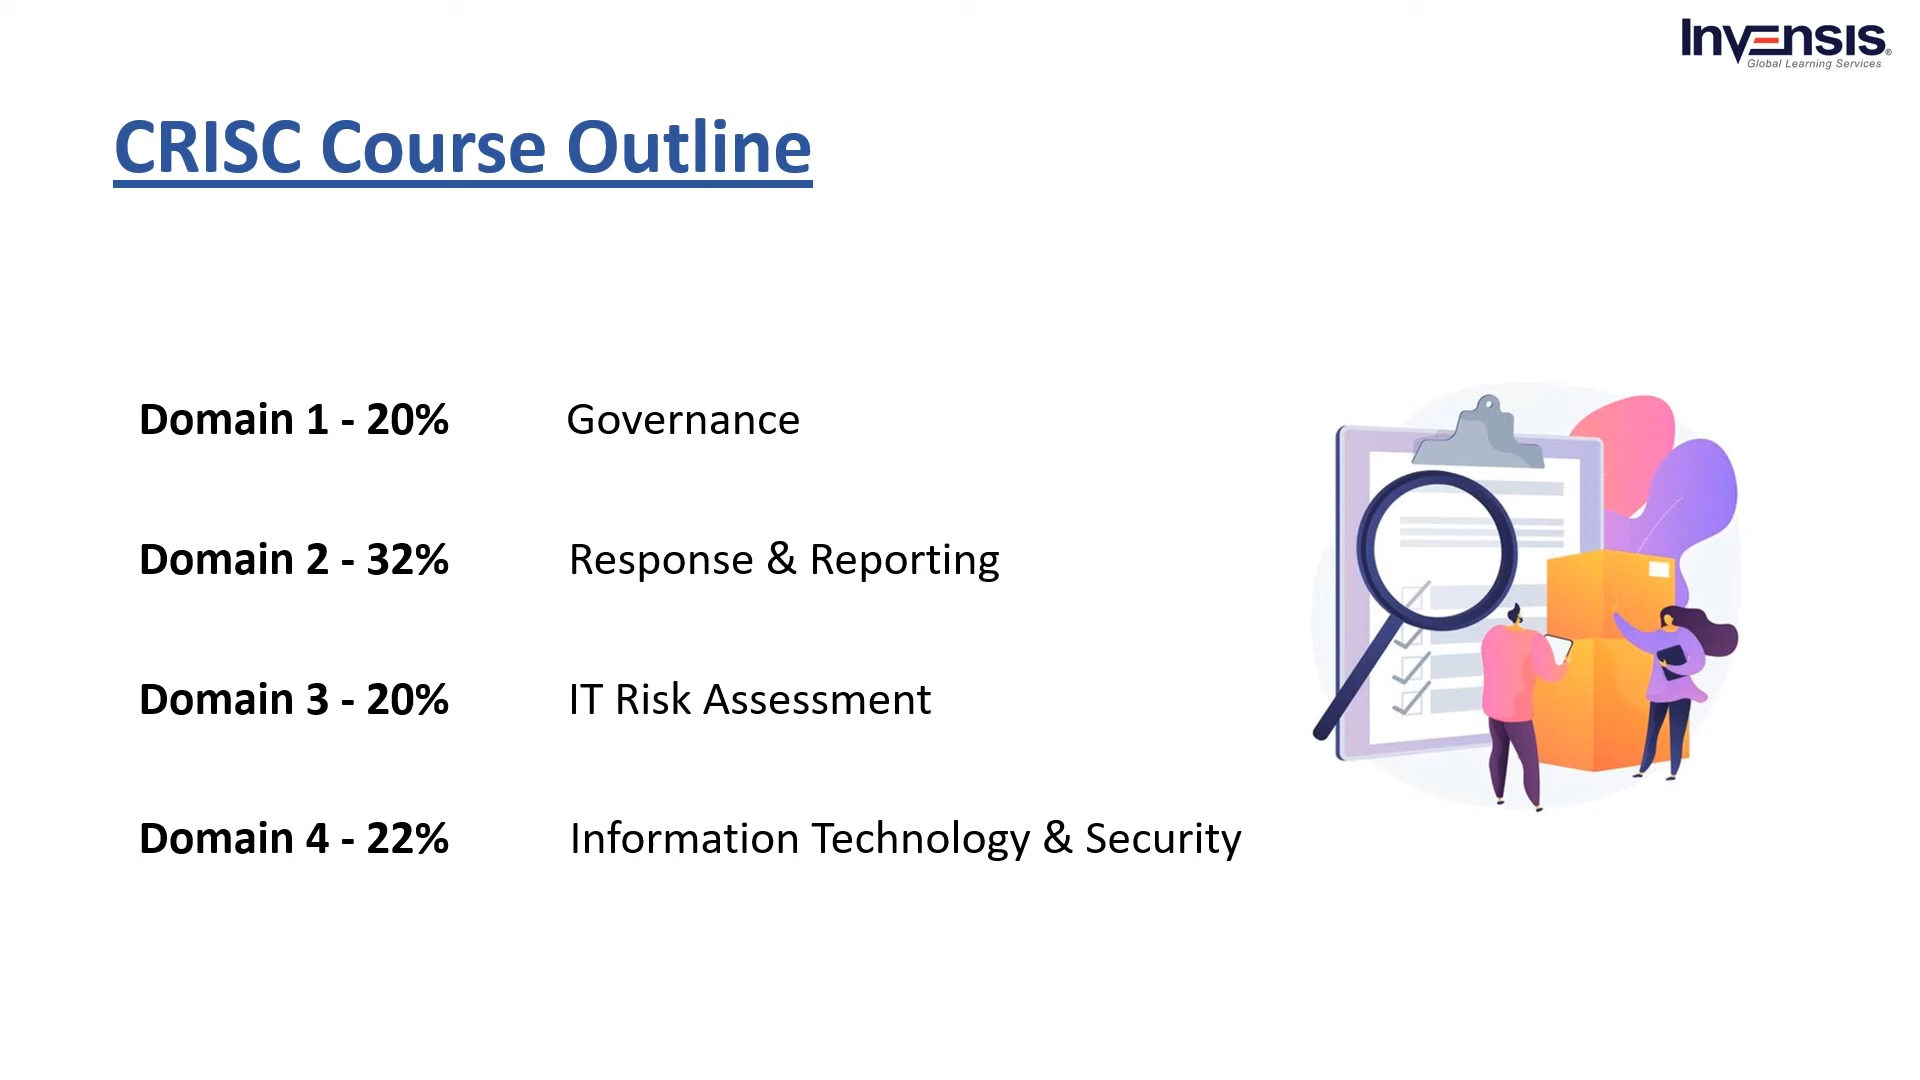 Invensis®
Global Learning Services
CRISC Course Outline
Domain 1 - 20% Governance
Domain 2 - 32% Response & Reporting
Domain 3 - 20% IT Risk Assessment
Domain 4 - 22% Information Technology & Security